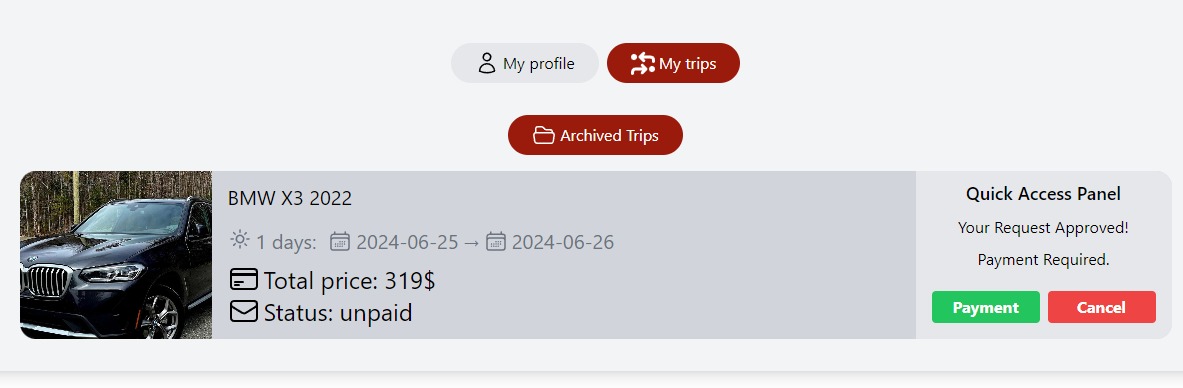 My profile
My trips
Archived Trips
BMW X3 2022
1 days: 2024-06-25 → 2024-06-26
Total price: 319$
Status: unpaid
Quick Access Panel
Your Request Approved!
Payment Required.
Payment
Cancel